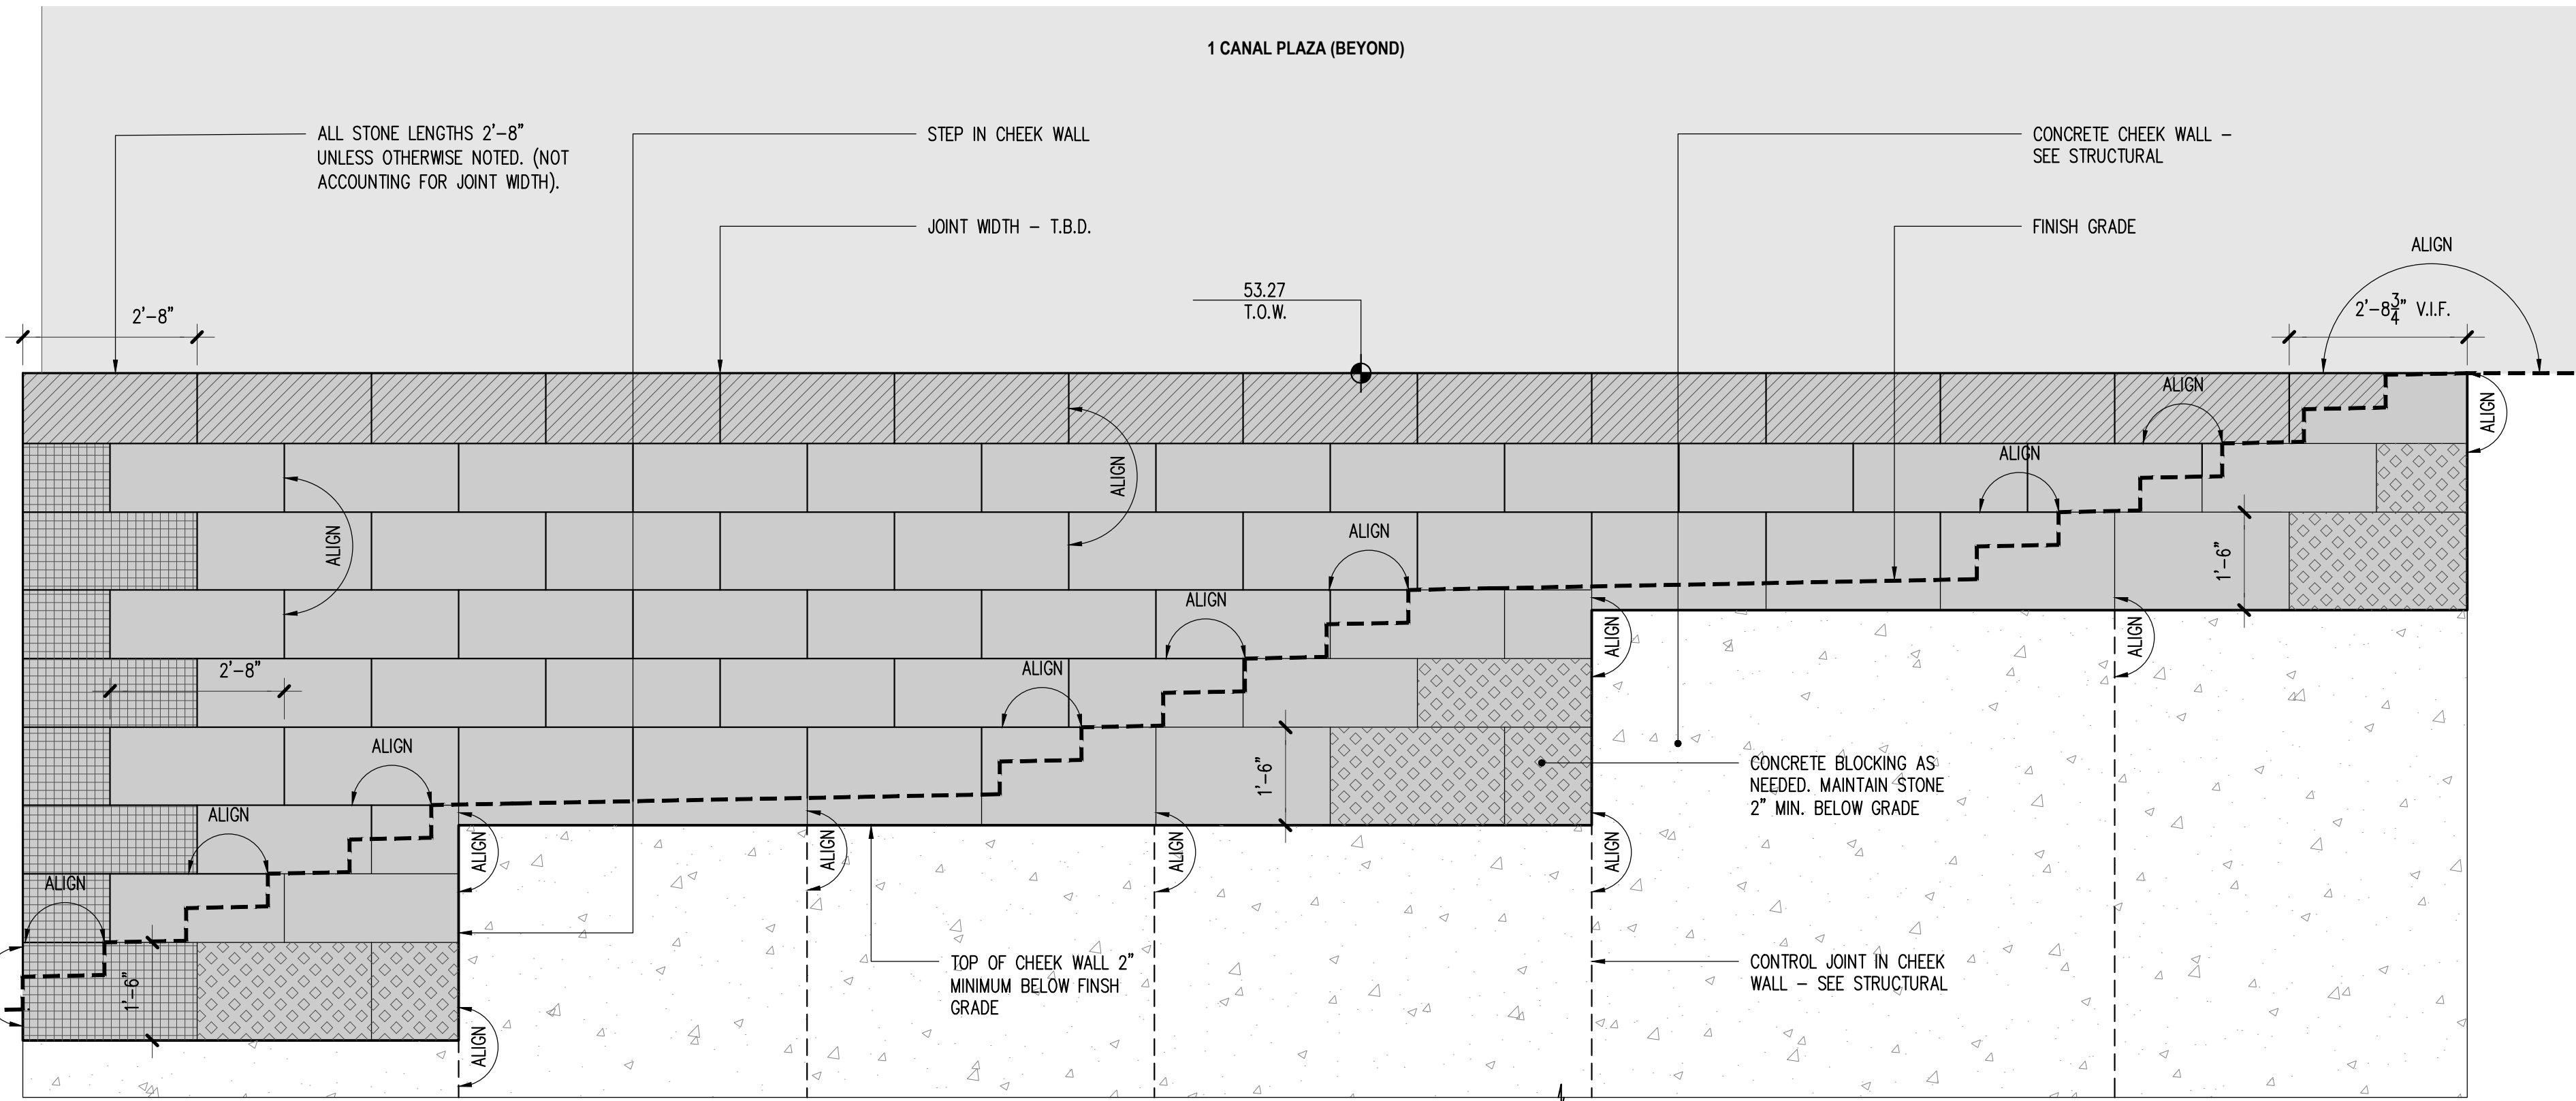 1 CANAL PLAZA (BEYOND)
ALL STONE LENGTHS 2'-8"
UNLESS OTHERWISE NOTED. (NOT
ACCOUNTING FOR JOINT WIDTH).
STEP IN CHEEK WALL
CONCRETE CHEEK WALL –
SEE STRUCTURAL
JOINT WIDTH – T.B.D.
FINISH GRADE
ALIGN
53.27
T.O.W.
2'-8"
2'-8 3/4" V.I.F.
ALIGN
ALIGN
ALIGN
ALIGN
ALIGN
ALIGN
1'-6"
ALIGN
ALIGN
ALIGN
ALIGN
2'-8"
ALIGN
ALIGN
1'-6"
CONCRETE BLOCKING AS
NEEDED. MAINTAIN STONE
2" MIN. BELOW GRADE
ALIGN
ALIGN
ALIGN
ALIGN
ALIGN
ALIGN
TOP OF CHEEK WALL 2"
MINIMUM BELOW FINSH
GRADE
CONTROL JOINT IN CHEEK
WALL – SEE STRUCTURAL
1'-6"
ALIGN